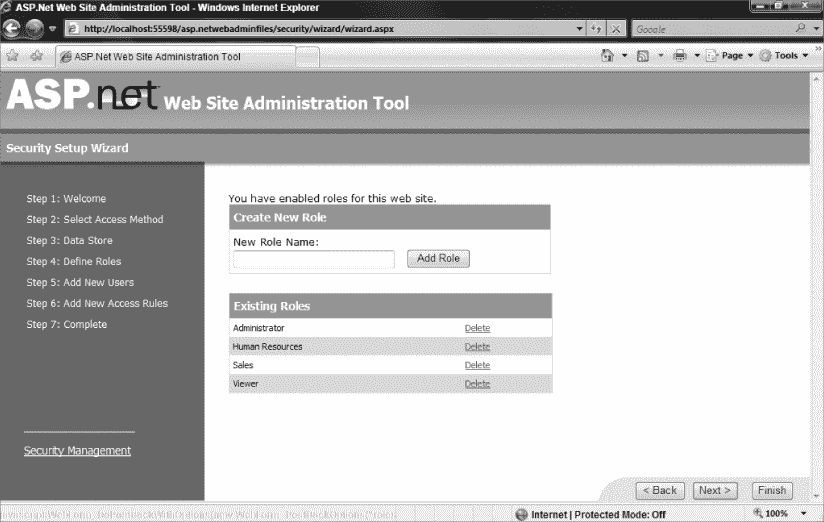 ASP.Net Web Site Administration Tool - Windows Internet Explorer
http://localhost:55598/asp.netwebadminfiles/security/wizard/wizard.aspx
Google
ASP.Net Web Site Administration Tool
Page
Tools
ASP.net Web Site Administration Tool
Security Setup Wizard
Step 1: Welcome
Step 2: Select Access Method
Step 3: Data Store
Step 4: Define Roles
Step 5: Add New Users
Step 6: Add New Access Rules
Step 7: Complete
Security Management
You have enabled roles for this web site.
Create New Role
New Role Name:
Add Role
Existing Roles
Administrator Delete
Human Resources Delete
Sales Delete
Viewer Delete
< Back Next > Finish
Internet | Protected Mode: Off
100%